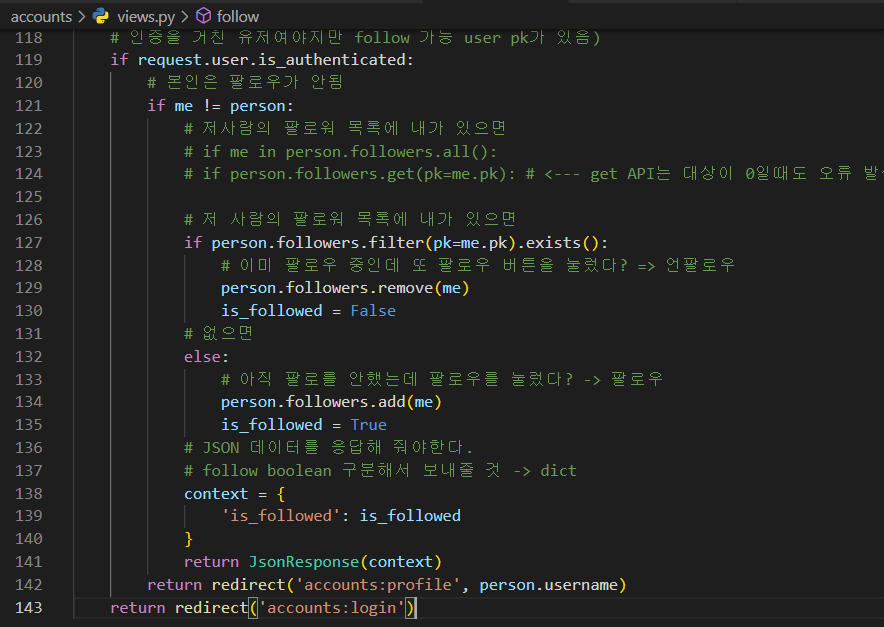 accounts > views.py > follow
118 # 인증을 거친 유저여야지만 follow 가능 user pk가 있음)
119 if request.user.is_authenticated:
120 # 본인은 팔로우가 안됨
121 if me != person:
122 # 저사람의 팔로워 목록에 내가 있으면
123 # if me in person.followers.all():
124 # if person.followers.get(pk=me.pk): # <--- get API는 대상이 0일때도 오류
125
126 # 저 사람의 팔로워 목록에 내가 있으면
127 if person.followers.filter(pk=me.pk).exists():
128 # 이미 팔로우 중인데 또 팔로우 버튼을 눌렀다? => 언팔로우
129 person.followers.remove(me)
130 is_followed = False
131 # 없으면
132 else:
133 # 아직 팔로를 안했는데 팔로우를 눌렀다? -> 팔로우
134 person.followers.add(me)
135 is_followed = True
136 # JSON 데이터를 응답해 줘야한다.
137 # follow boolean 구분해서 보내줄 것 -> dict
138 context = {
139 'is_followed': is_followed
140 }
141 return JsonResponse(context)
142 return redirect('accounts:profile', person.username)
143 return redirect('accounts:login')